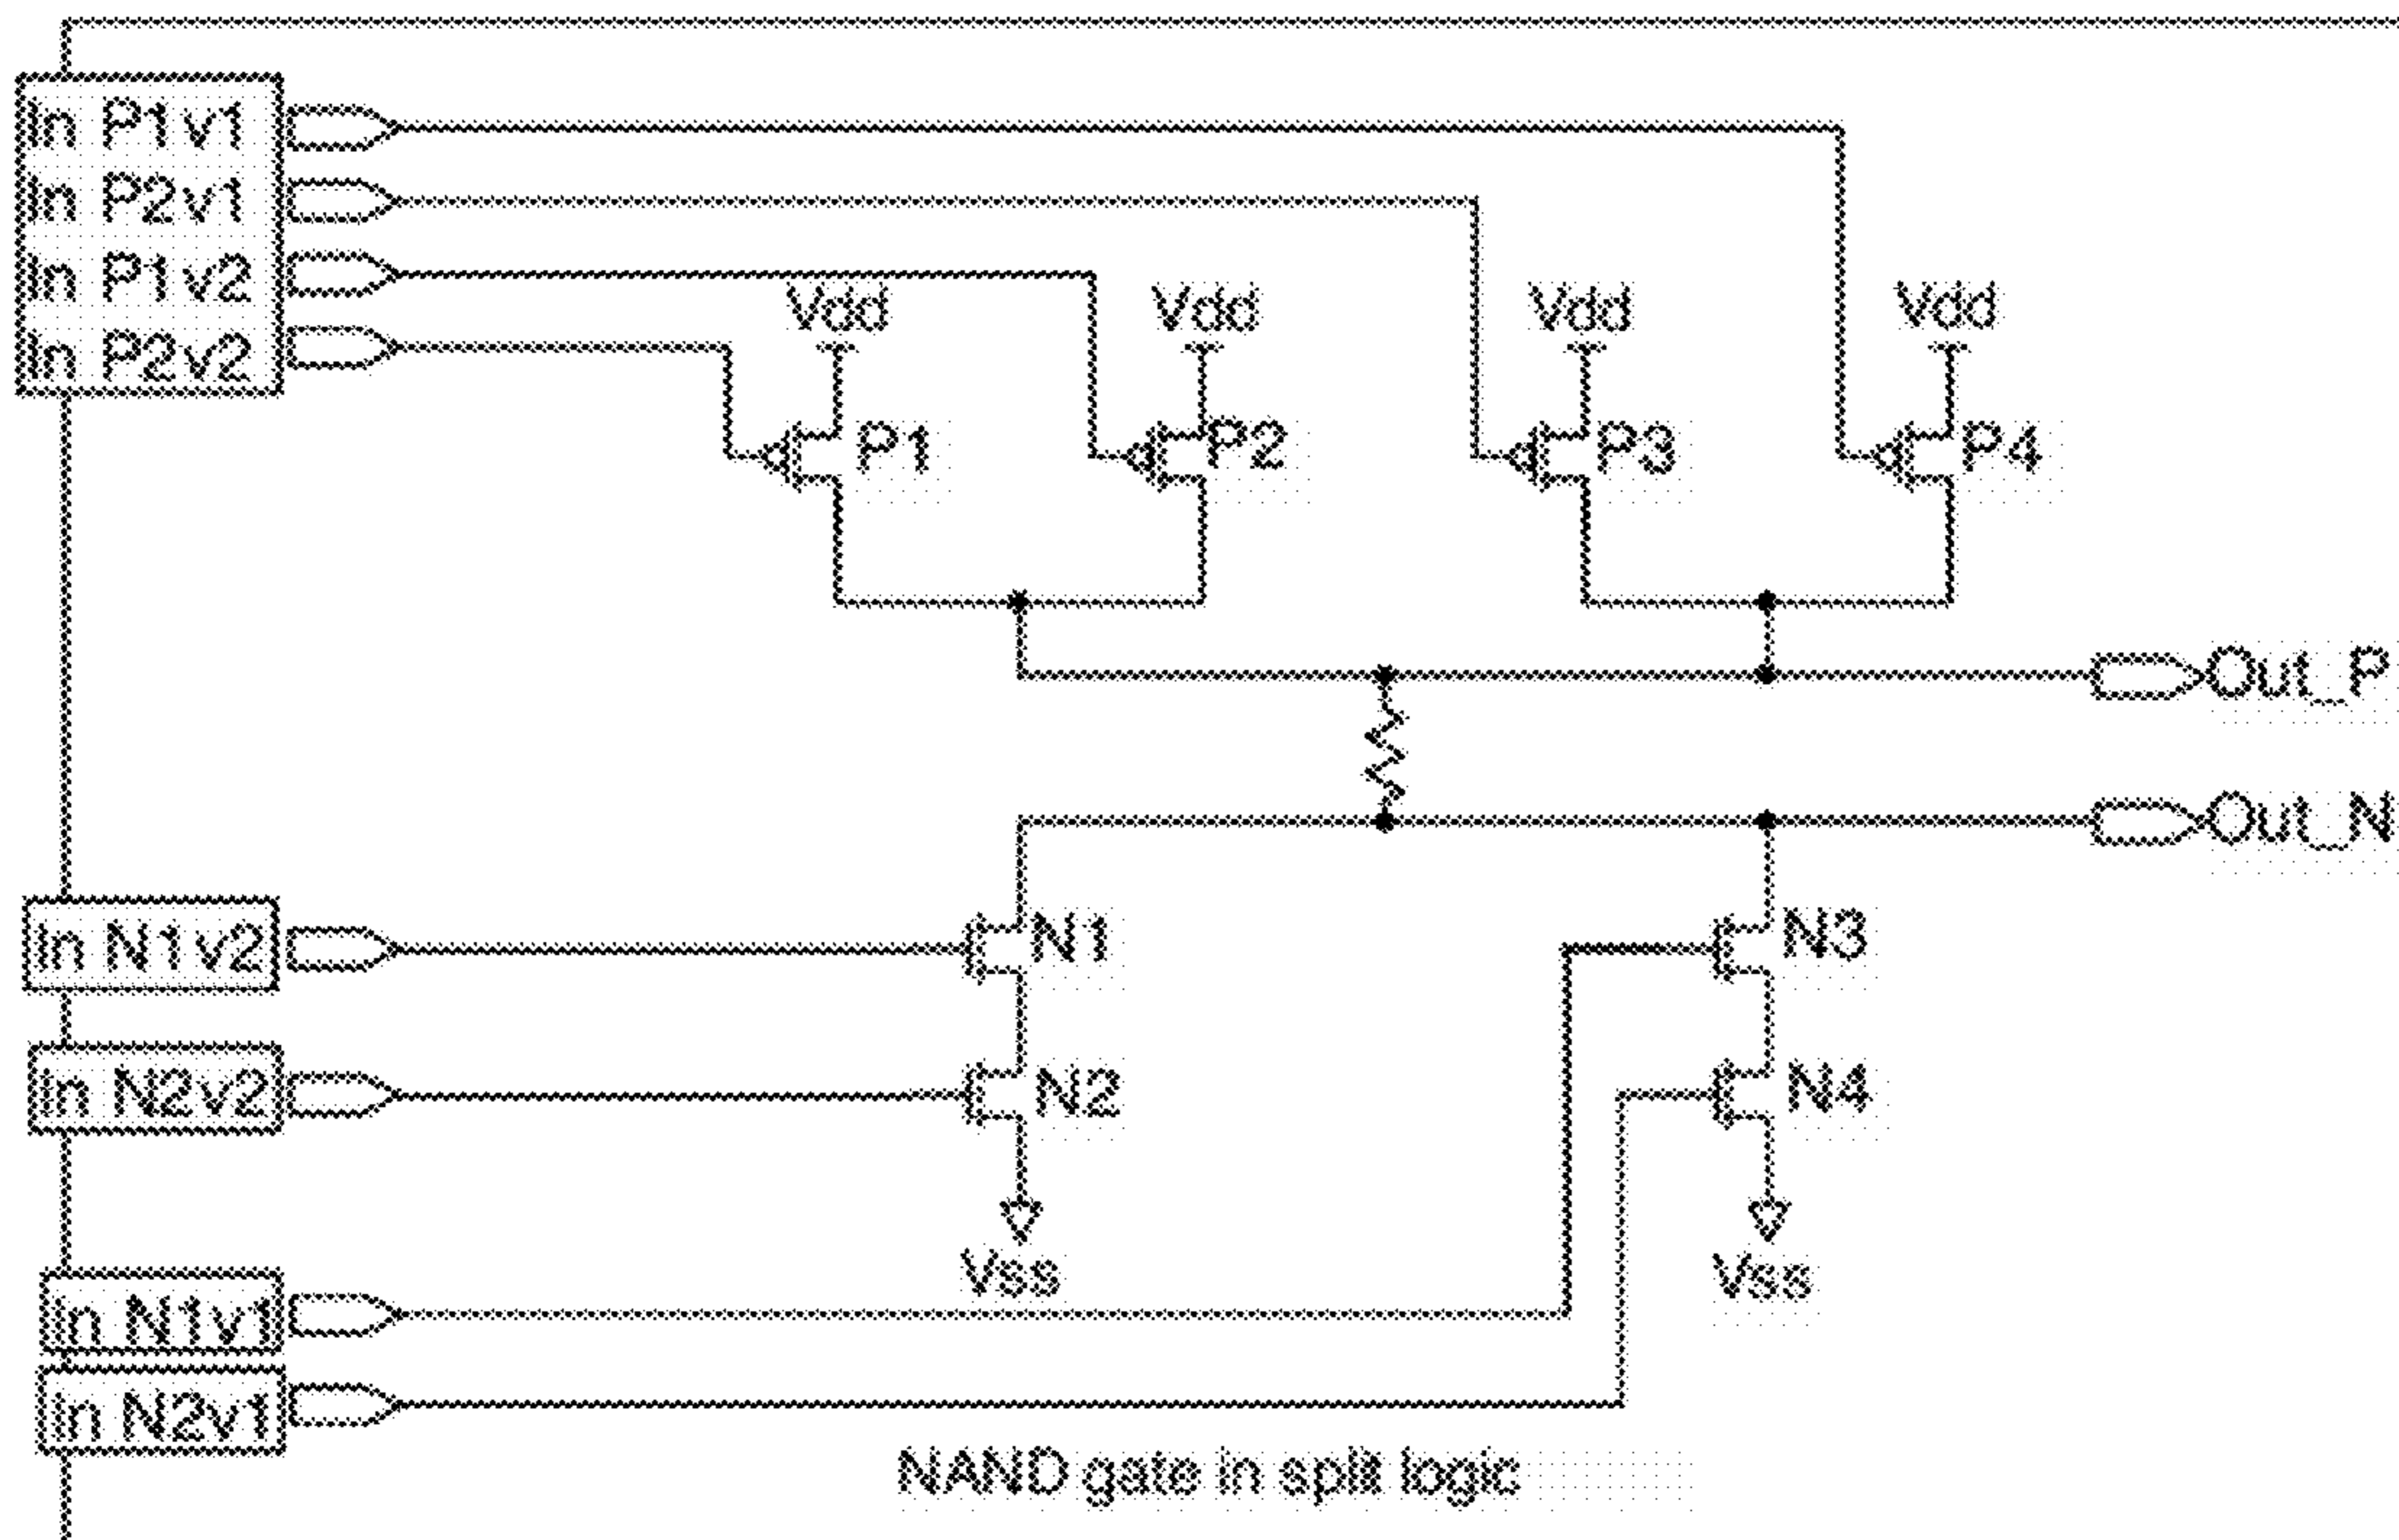 In P1v1
In P2v1
In P1v2
In P2v2
Vdd
Vdd
Vdd
Vdd
P1
P2
P3
P4
Out_P
Out_N
In N1v2
N1
N3
In N2v2
N2
N4
Vss
Vss
In N1v1
In N2v1
NAND gate in split logic